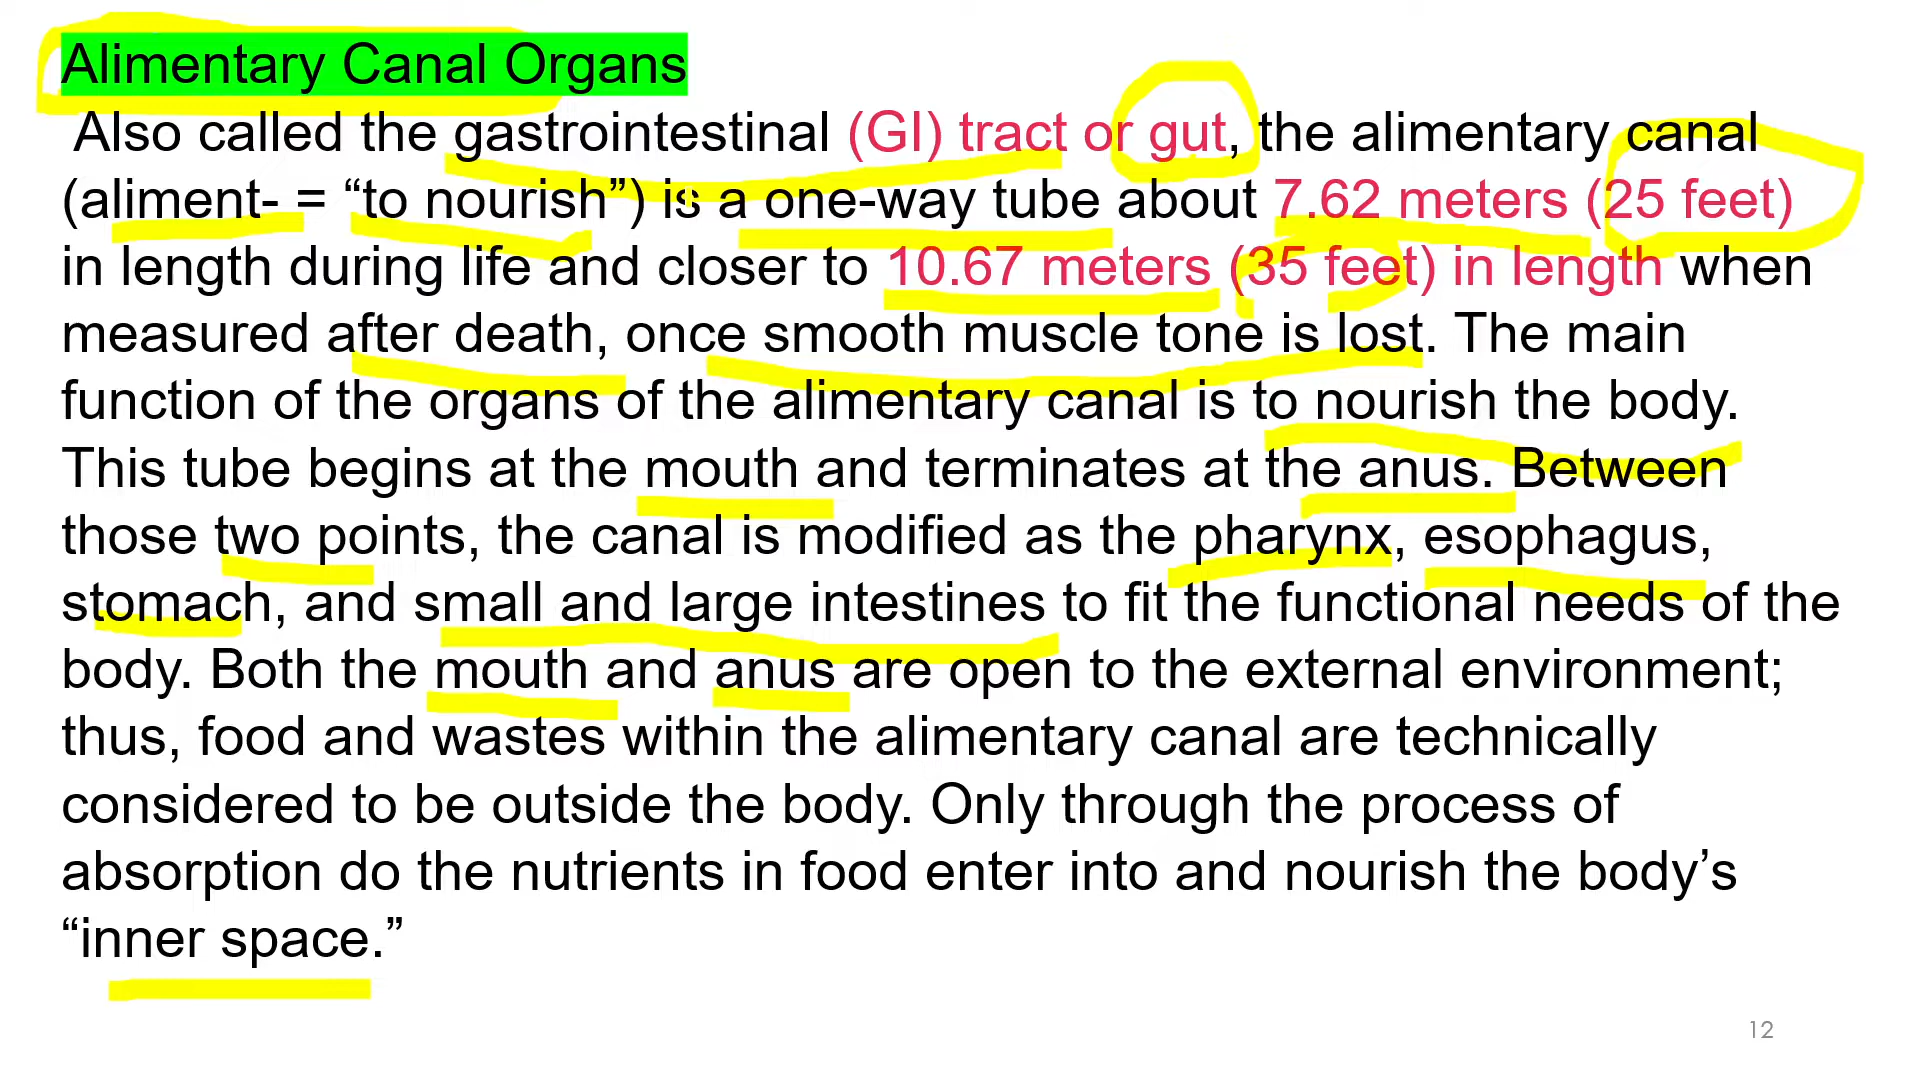 Alimentary Canal Organs
Also called the gastrointestinal (GI) tract or gut, the alimentary canal
(aliment- = “to nourish”) is a one-way tube about 7.62 meters (25 feet)
in length during life and closer to 10.67 meters (35 feet) in length when
measured after death, once smooth muscle tone is lost. The main
function of the organs of the alimentary canal is to nourish the body.
This tube begins at the mouth and terminates at the anus. Between
those two points, the canal is modified as the pharynx, esophagus,
stomach, and small and large intestines to fit the functional needs of the
body. Both the mouth and anus are open to the external environment;
thus, food and wastes within the alimentary canal are technically
considered to be outside the body. Only through the process of
absorption do the nutrients in food enter into and nourish the body’s
“inner space.”
12